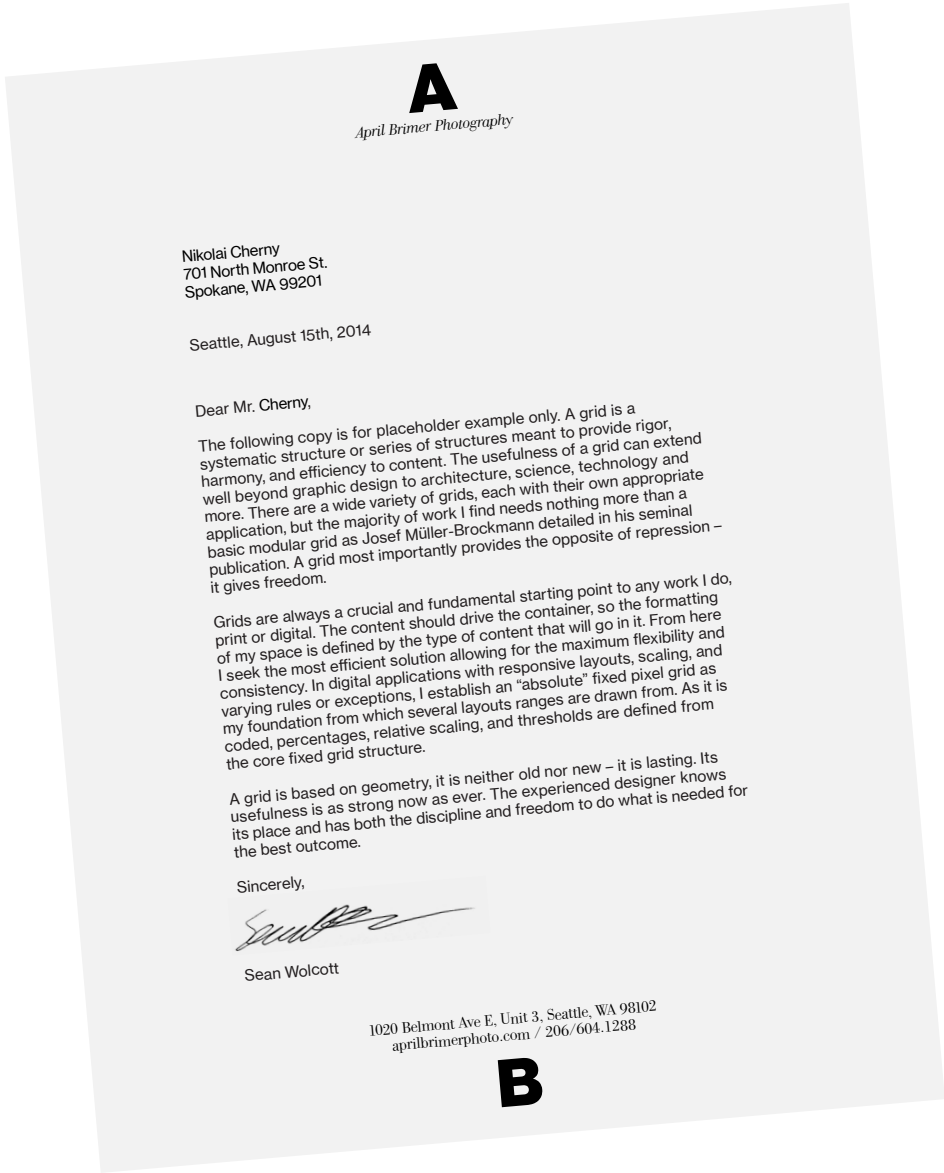 A
April Brimer Photography
Nikolai Cherny
701 North Monroe St.
Spokane, WA 99201
Seattle, August 15th, 2014
Dear Mr. Cherny,
The following copy is for placeholder example only. A grid is a
systematic structure or series of structures meant to provide rigor,
harmony, and efficiency to content. The usefulness of a grid can extend
well beyond graphic design to architecture, science, technology and
more. There are a wide variety of grids, each with their own appropriate
application, but the majority of work I find needs nothing more than a
basic modular grid as Josef Müller-Brockmann detailed in his seminal
publication. A grid most importantly provides the opposite of repression –
it gives freedom.
Grids are always a crucial and fundamental starting point to any work I do,
print or digital. The content should drive the container, so the formatting
of my space is defined by the type of content that will go in it. From here
I seek the most efficient solution allowing for the maximum flexibility and
consistency. In digital applications with responsive layouts, scaling, and
varying rules or exceptions, I establish an “absolute” fixed pixel grid as
my foundation from which several layouts ranges are drawn from. As it is
coded, percentages, relative scaling, and thresholds are defined from
the core fixed grid structure.
A grid is based on geometry, it is neither old nor new – it is lasting. Its
usefulness is as strong now as ever. The experienced designer knows
its place and has both the discipline and freedom to do what is needed for
the best outcome.
Sincerely,
Sean Wolcott
1020 Belmont Ave E, Unit 3, Seattle, WA 98102
aprilbrimerphoto.com / 206/604.1288
B